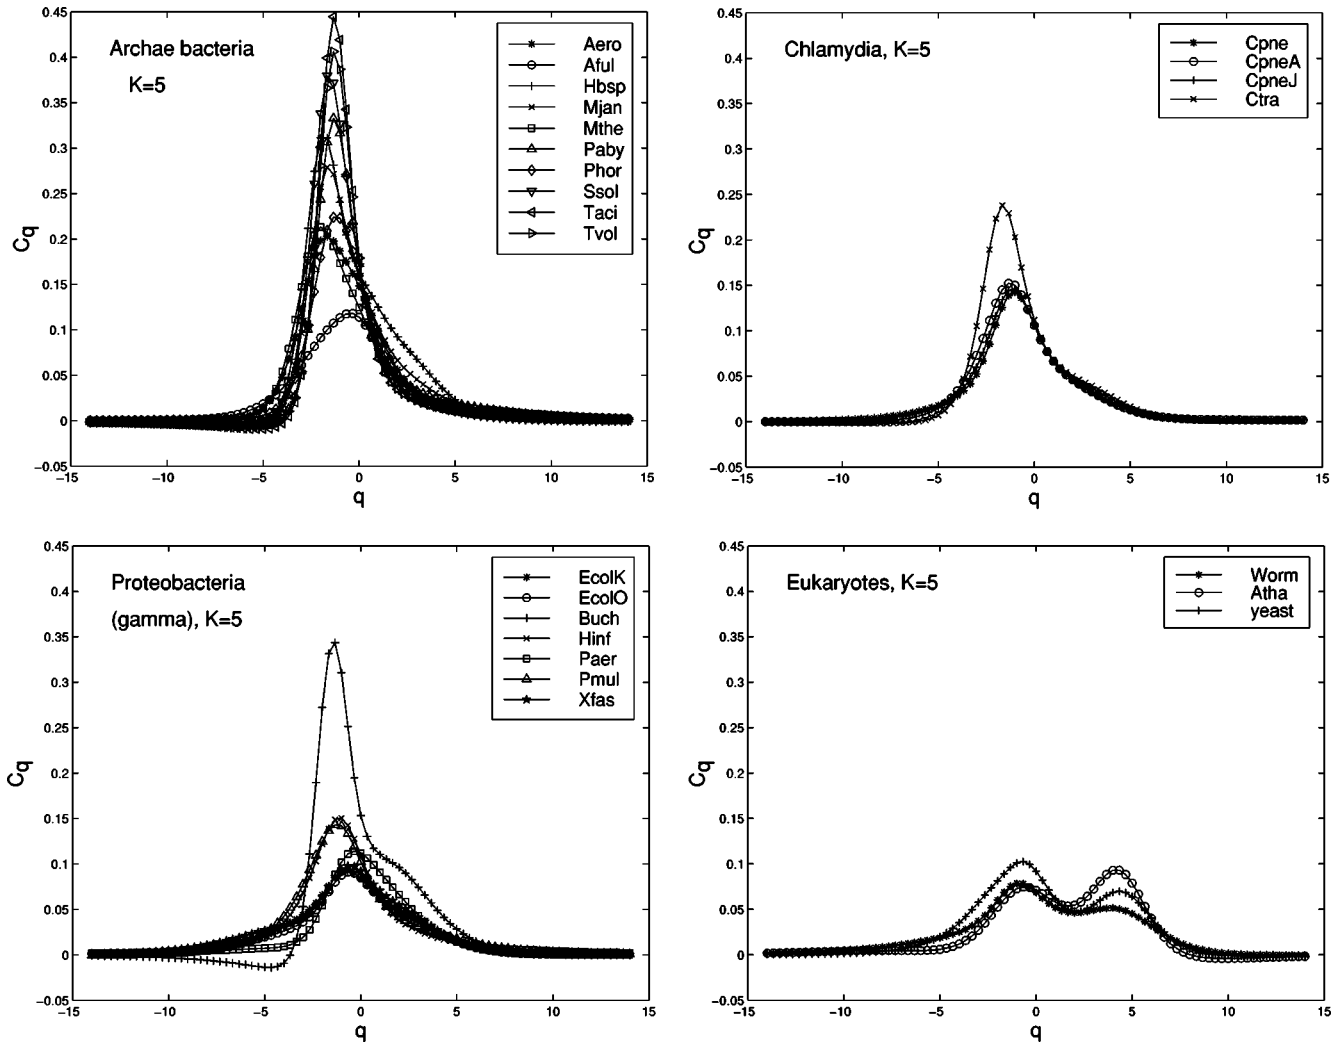 Archae bacteria
K=5
Aero
Aful
Hbsp
Mjan
Mthe
Paby
Phor
Ssol
Taci
Tvol
0.45
0.4
0.35
0.3
0.25
0.2
0.15
0.1
0.05
0
-0.05
Cq
-15
-10
-5
0
5
10
15
q
Chlamydia, K=5
Cpne
CpneA
CpneJ
Ctra
0.45
0.4
0.35
0.3
0.25
0.2
0.15
0.1
0.05
0
-0.05
Cq
-15
-10
-5
0
5
10
15
q
Proteobacteria
(gamma), K=5
EcolK
EcolO
Buch
Hinf
Paer
Pmul
Xfas
0.45
0.4
0.35
0.3
0.25
0.2
0.15
0.1
0.05
0
-0.05
Cq
-15
-10
-5
0
5
10
15
q
Eukaryotes, K=5
Worm
Atha
yeast
0.45
0.4
0.35
0.3
0.25
0.2
0.15
0.1
0.05
0
-0.05
Cq
-15
-10
-5
0
5
10
15
q